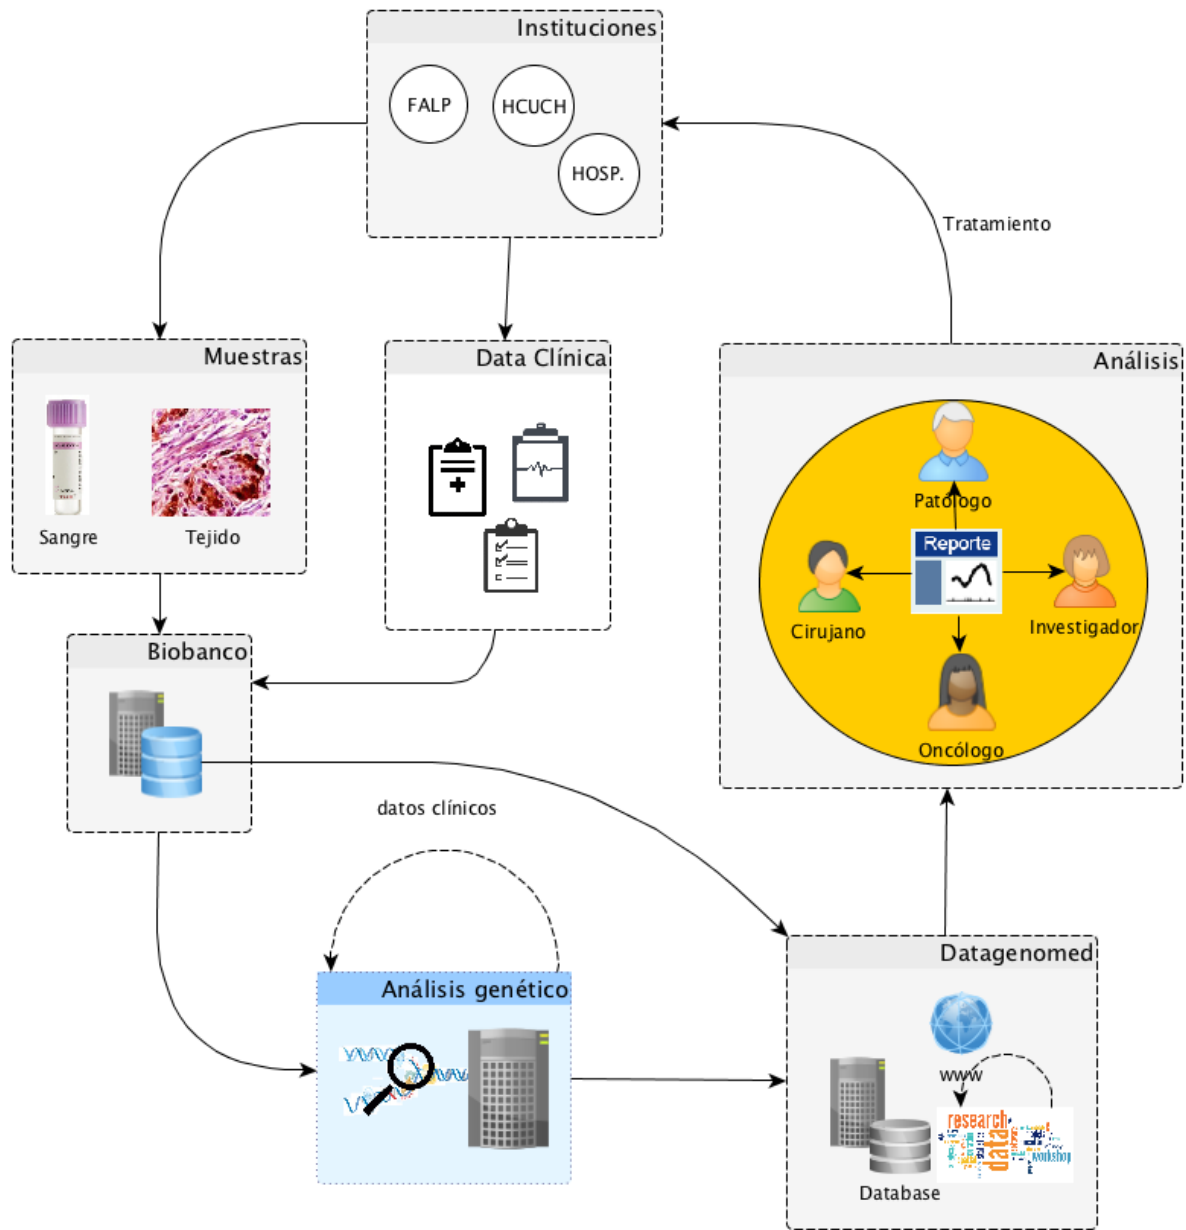 Instituciones
FALP
HCUCH
HOSP.
Tratamiento
Muestras
Sangre
Tejido
Data Clínica
Análisis
Patólogo
Reporte
Cirujano
Investigador
Oncólogo
Biobanco
datos clínicos
Análisis genético
Datagenomed
www
research
data
workshop
Database